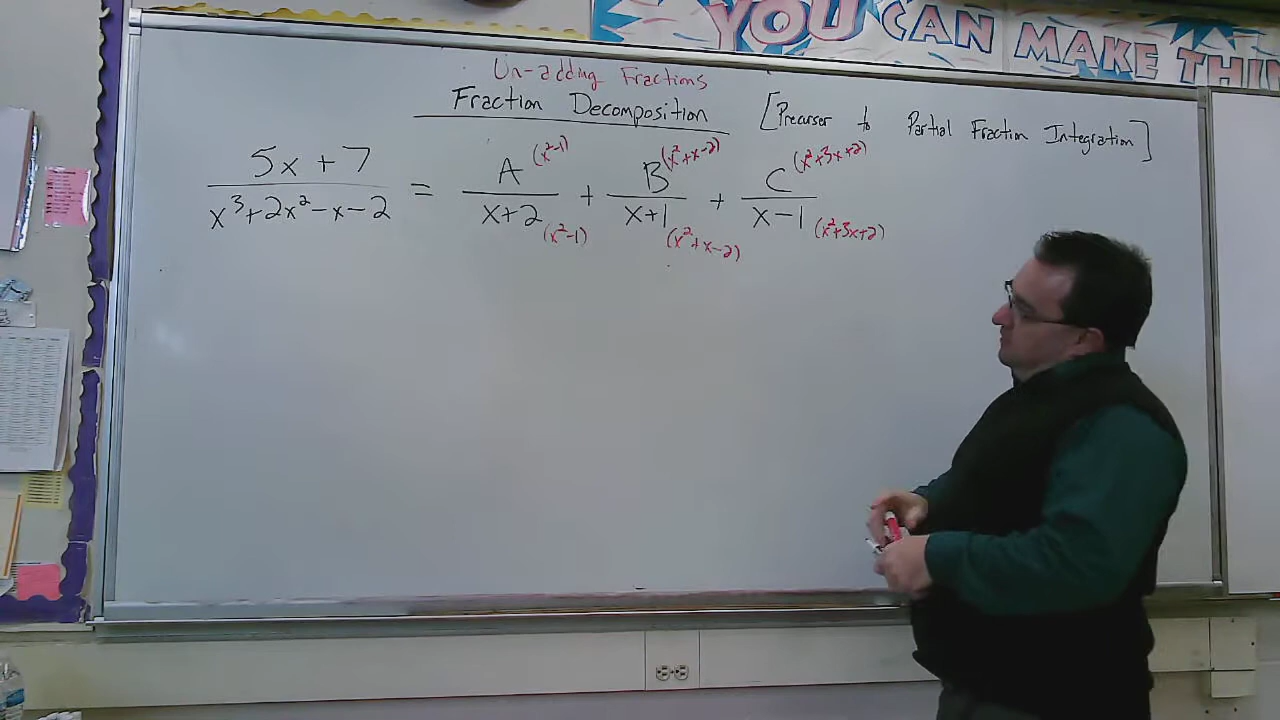 YOU CAN MAKE THIN
Un-adding Fractions
Fraction Decomposition [Precursor to Partial Fraction Integration]
5x + 7 / x³+2x²-x-2 = A (x²-1) / x+2 (x²-1) + B (x²+x-2) / x+1 (x²+x-2) + C (x²+3x+2) / x-1 (x²+3x+2)